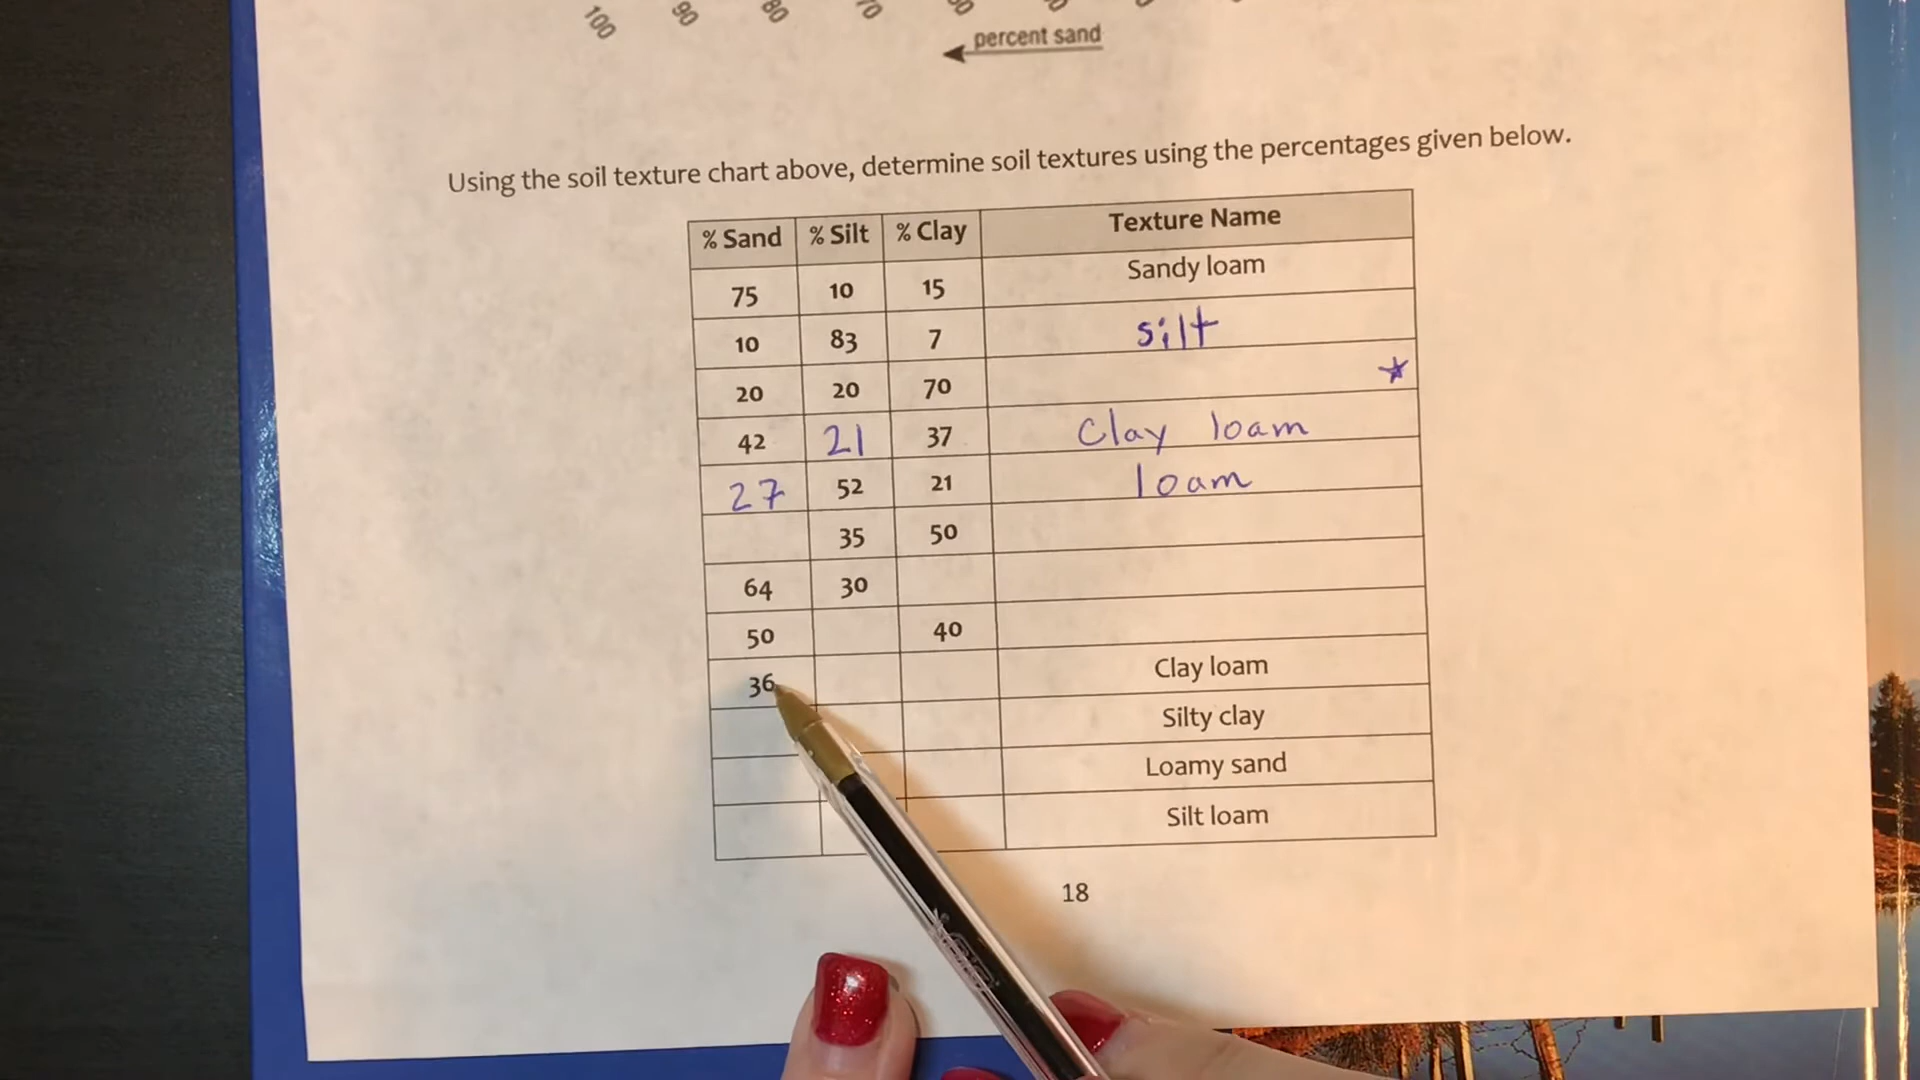 100 90 80 70
percent sand
Using the soil texture chart above, determine soil textures using the percentages given below.
% Sand % Silt % Clay Texture Name
75 10 15 Sandy loam
10 83 7 silt
20 20 70
42 21 37 Clay loam
27 52 21 loam
35 50
64 30
50 40
36 Clay loam
Silty clay
Loamy sand
Silt loam
18